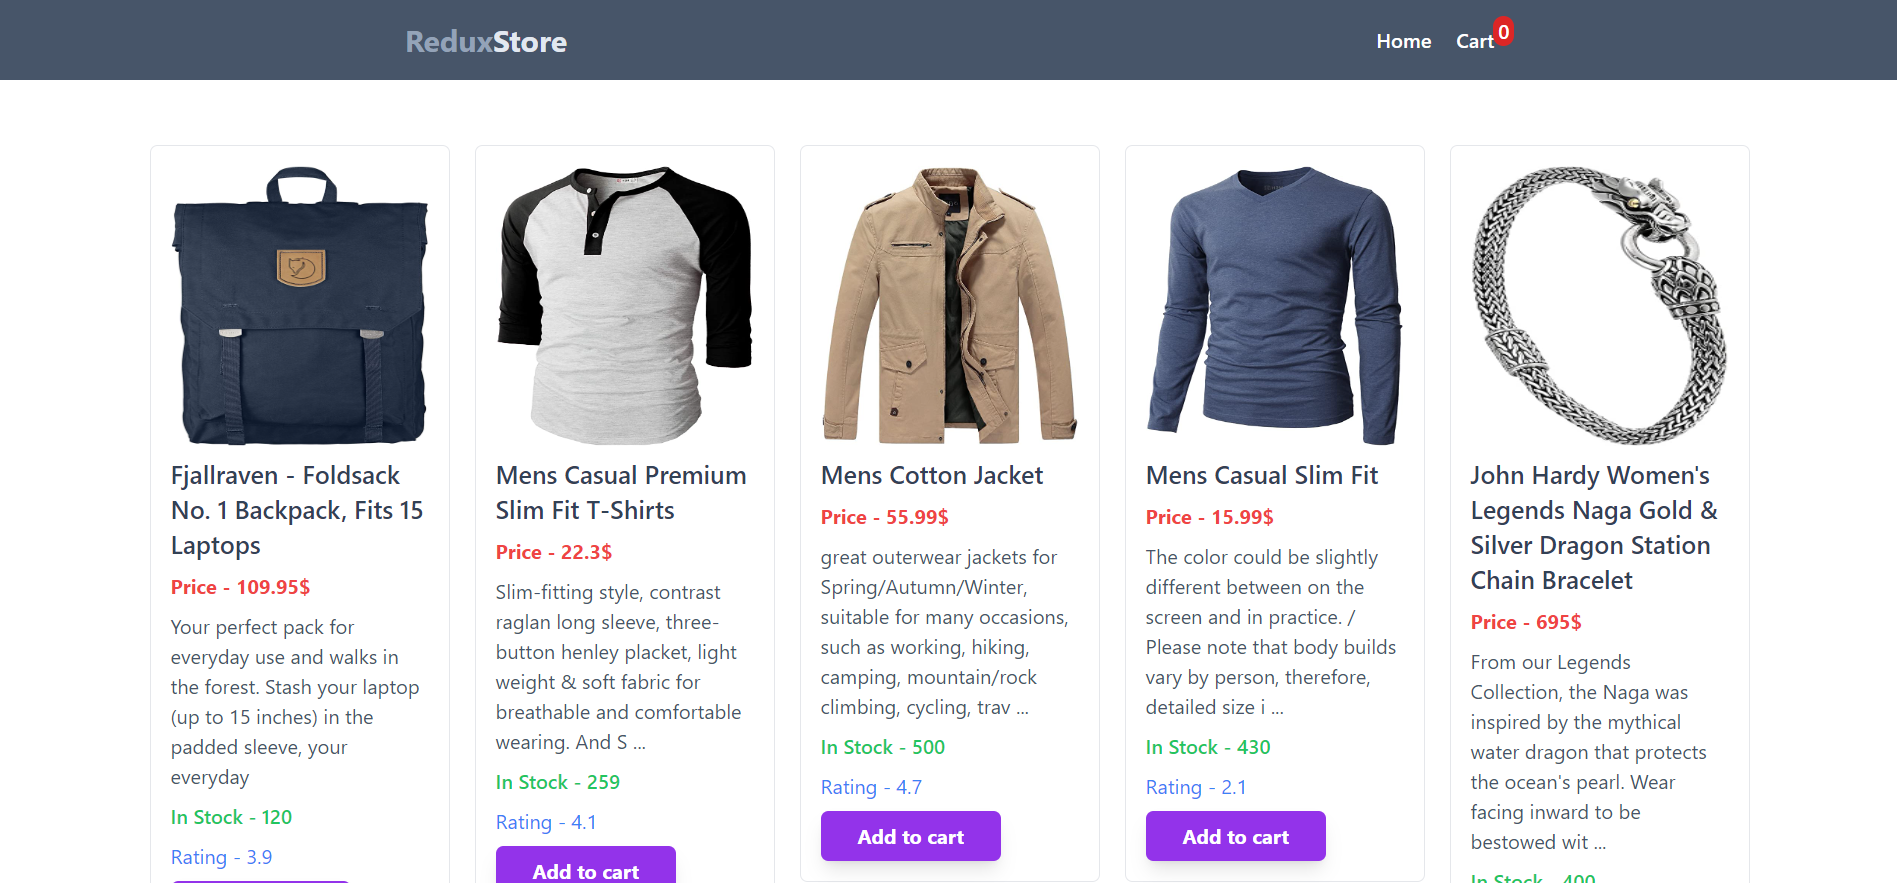 ReduxStore
Home
Cart 0
Fjallraven - Foldsack
No. 1 Backpack, Fits 15
Laptops
Price - 109.95$
Your perfect pack for
everyday use and walks in
the forest. Stash your laptop
(up to 15 inches) in the
padded sleeve, your
everyday
In Stock - 120
Rating - 3.9
Mens Casual Premium
Slim Fit T-Shirts
Price - 22.3$
Slim-fitting style, contrast
raglan long sleeve, three-
button henley placket, light
weight & soft fabric for
breathable and comfortable
wearing. And S ...
In Stock - 259
Rating - 4.1
Add to cart
Mens Cotton Jacket
Price - 55.99$
great outerwear jackets for
Spring/Autumn/Winter,
suitable for many occasions,
such as working, hiking,
camping, mountain/rock
climbing, cycling, trav ...
In Stock - 500
Rating - 4.7
Add to cart
Mens Casual Slim Fit
Price - 15.99$
The color could be slightly
different between on the
screen and in practice. /
Please note that body builds
vary by person, therefore,
detailed size i ...
In Stock - 430
Rating - 2.1
Add to cart
John Hardy Women's
Legends Naga Gold &
Silver Dragon Station
Chain Bracelet
Price - 695$
From our Legends
Collection, the Naga was
inspired by the mythical
water dragon that protects
the ocean's pearl. Wear
facing inward to be
bestowed wit ...
In Stock - 400